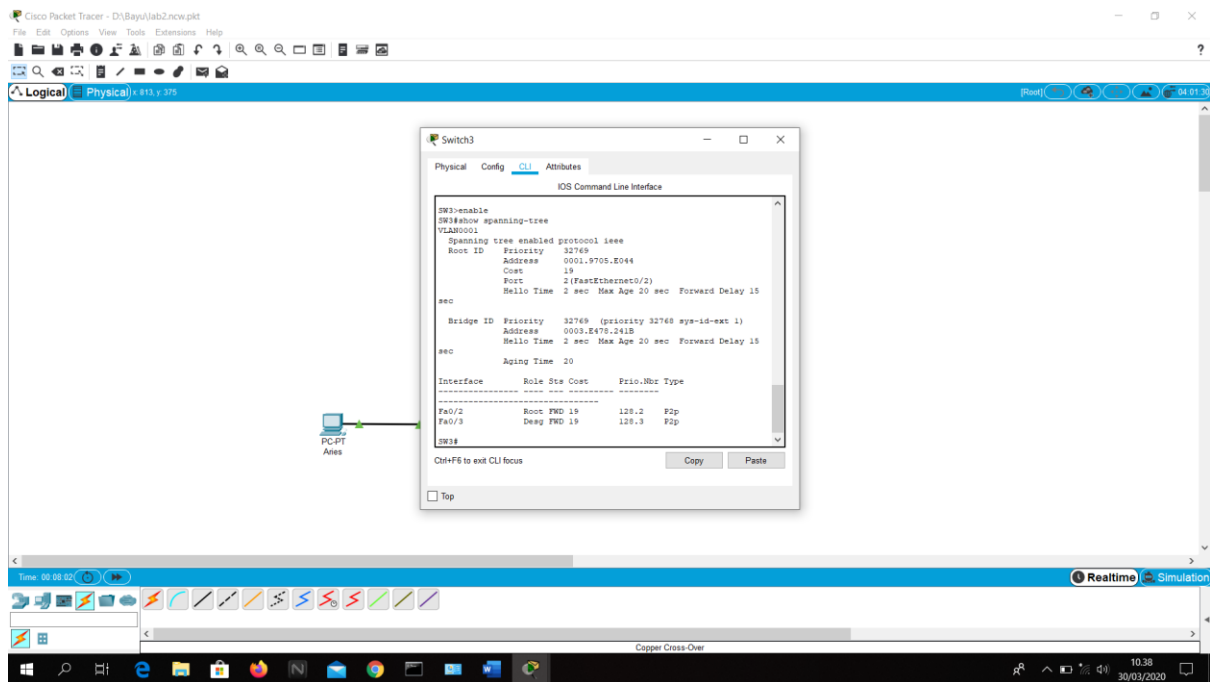 Cisco Packet Tracer - D:\Bayu\lab2.ncw.pkt
File Edit Options View Tools Extensions Help
?
Logical Physical x: 813, y: 375 [Root] 04:01:30
Switch3
Physical Config CLI Attributes
IOS Command Line Interface
SW3>enable
SW3#show spanning-tree
VLAN0001
Spanning tree enabled protocol ieee
Root ID Priority 32769
Address 0001.9705.E044
Cost 19
Port 2(FastEthernet0/2)
Hello Time 2 sec Max Age 20 sec Forward Delay 15
sec
Bridge ID Priority 32769 (priority 32768 sys-id-ext 1)
Address 0003.E478.241B
Hello Time 2 sec Max Age 20 sec Forward Delay 15
sec
Aging Time 20
Interface Role Sts Cost Prio.Nbr Type
---------------- ---- --- --------- --------
--------------------------------
Fa0/2 Root FWD 19 128.2 P2p
Fa0/3 Desg FWD 19 128.3 P2p
SW3#
Ctrl+F6 to exit CLI focus Copy Paste
Top
PC-PT
Aries
Time: 00:08:02 Realtime Simulation
Copper Cross-Over
10.38
30/03/2020